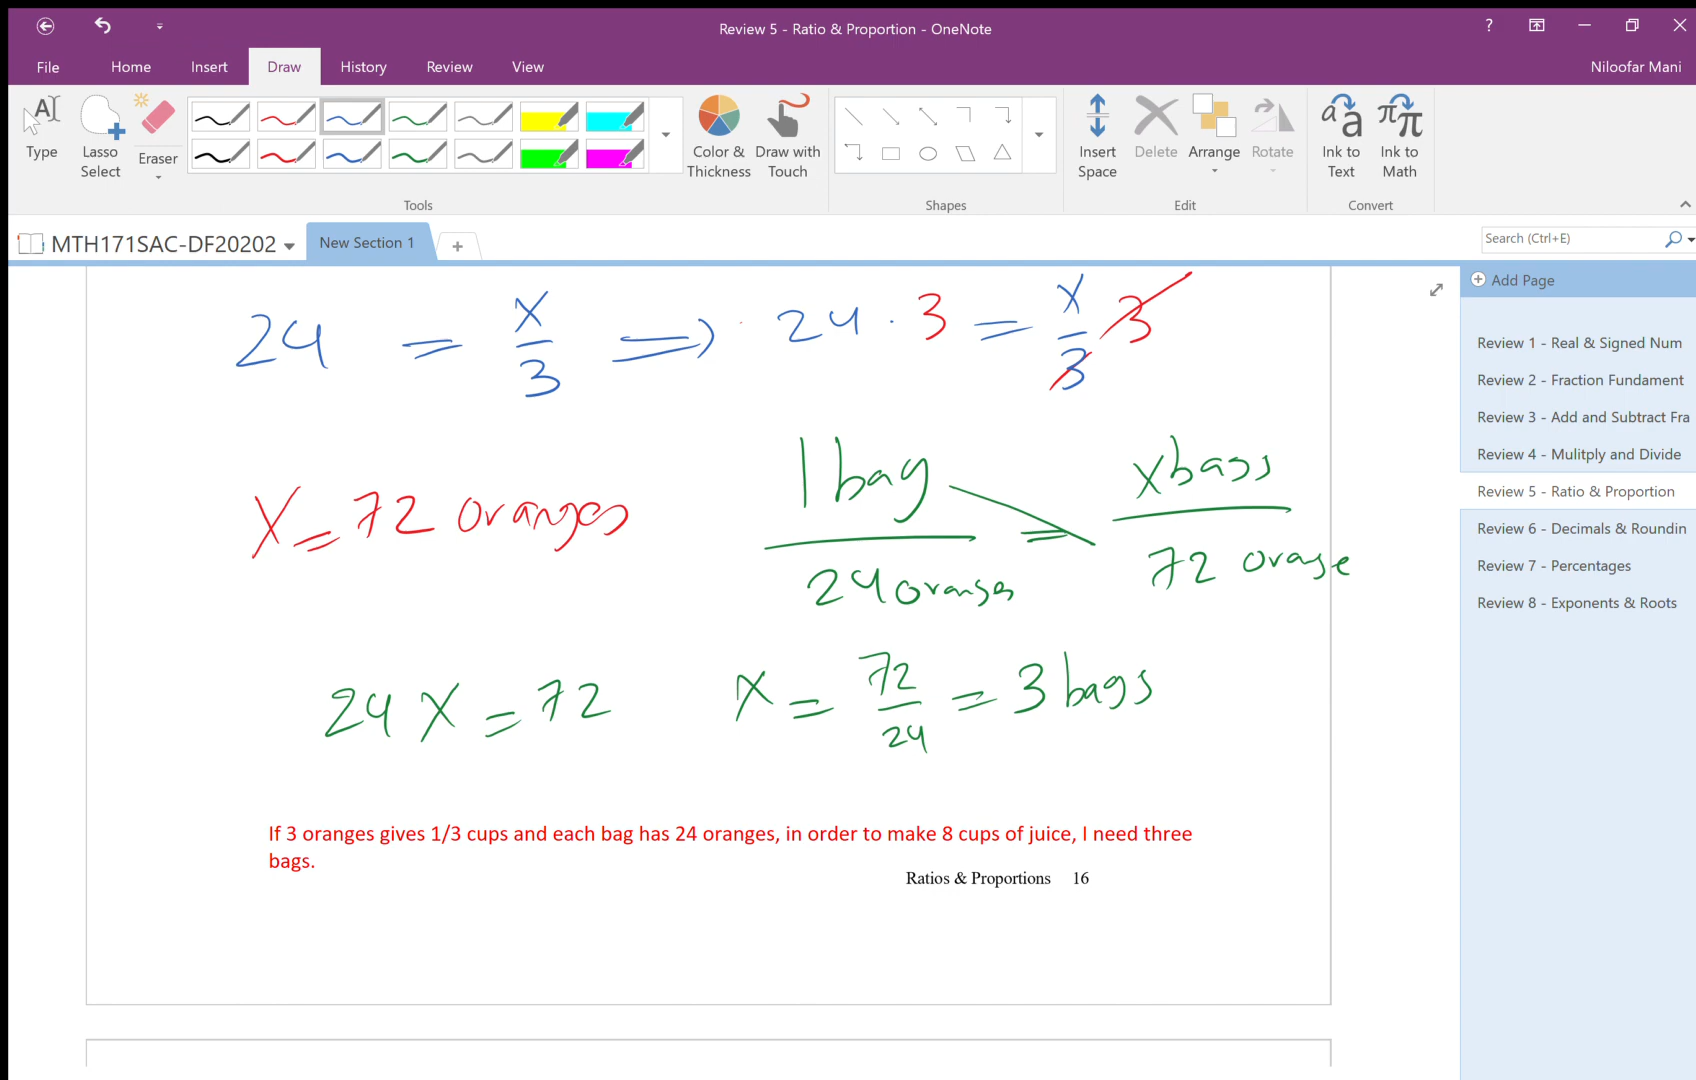 Review 5 - Ratio & Proportion - OneNote
?
File Home Insert Draw History Review View Niloofar Mani
Type
Lasso Select
Eraser
Color & Thickness
Draw with Touch
Insert Space
Delete
Arrange
Rotate
Ink to Text
Ink to Math
Tools Shapes Edit Convert
MTH171SAC-DF20202 New Section 1 +
Search (Ctrl+E)
Add Page
Review 1 - Real & Signed Num
Review 2 - Fraction Fundament
Review 3 - Add and Subtract Fra
Review 4 - Mulitply and Divide
Review 5 - Ratio & Proportion
Review 6 - Decimals & Roundin
Review 7 - Percentages
Review 8 - Exponents & Roots
24 = x/3 ⟹ 24 · 3 = x/3 3
X = 72 oranges
1 bag / 24 oranges = x bags / 72 orange
24 X = 72 X = 72/24 = 3 bags
If 3 oranges gives 1/3 cups and each bag has 24 oranges, in order to make 8 cups of juice, I need three
bags.
Ratios & Proportions 16